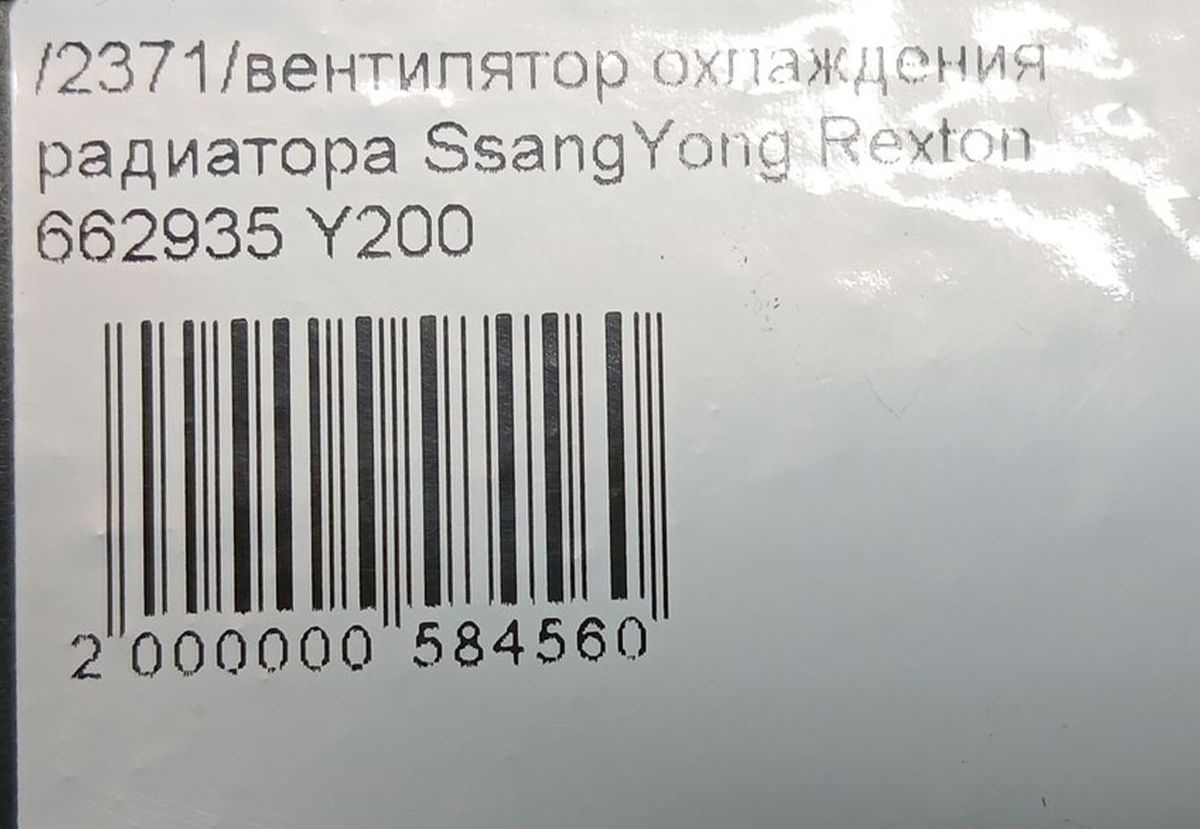 /2371/вентилятор охлаждения
радиатора SsangYong Rexton
662935 Y200
2 000000 584560